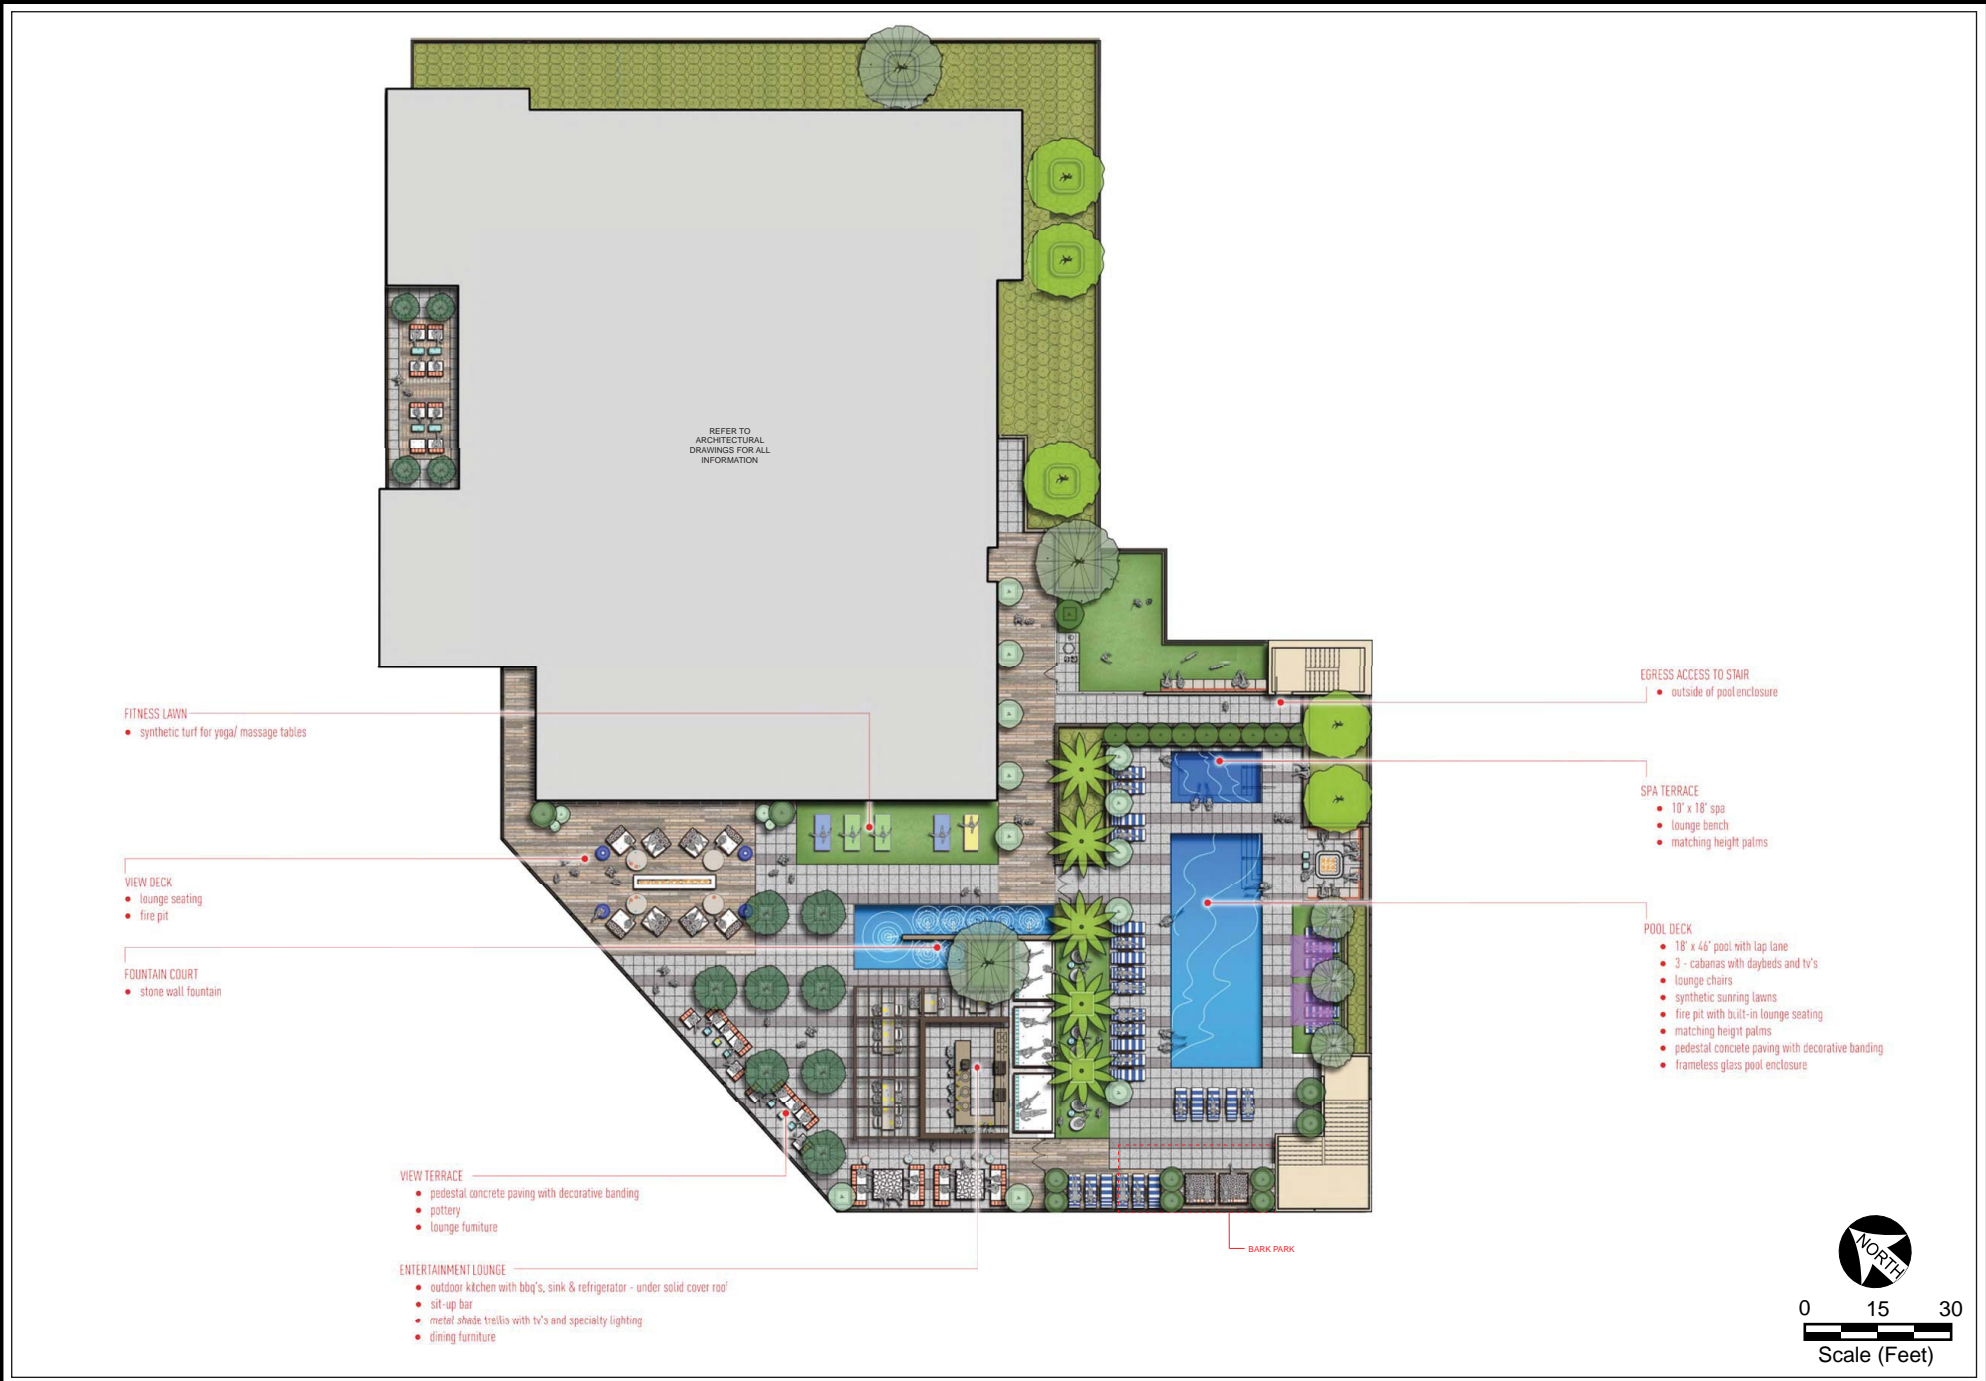 REFER TO
ARCHITECTURAL
DRAWINGS FOR ALL
INFORMATION
FITNESS LAWN
• synthetic turf for yoga/ massage tables
VIEW DECK
• lounge seating
• fire pit
FOUNTAIN COURT
• stone wall fountain
VIEW TERRACE
• pedestal concrete paving with decorative banding
• pottery
• lounge furniture
ENTERTAINMENT LOUNGE
• outdoor kitchen with bbq's, sink & refrigerator - under solid cover roof
• sit-up bar
• metal shade trellis with tv's and specialty lighting
• dining furniture
EGRESS ACCESS TO STAIR
• outside of pool enclosure
SPA TERRACE
• 10' x 18' spa
• lounge bench
• matching height palms
POOL DECK
• 18' x 46' pool with lap lane
• 3 - cabanas with daybeds and tv's
• lounge chairs
• synthetic sunring lawns
• fire pit with built-in lounge seating
• matching height palms
• pedestal concrete paving with decorative banding
• frameless glass pool enclosure
BARK PARK
NORTH
0 15 30
Scale (Feet)